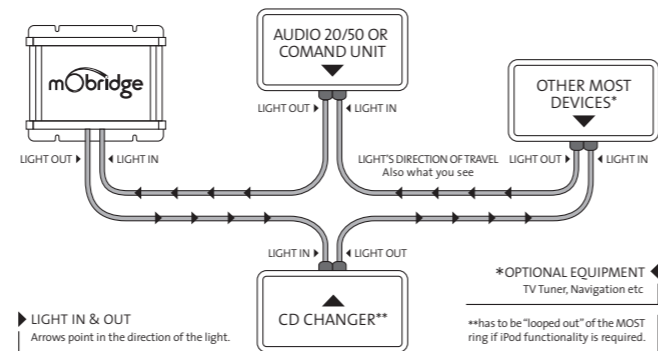 mObridge
AUDIO 20/50 OR
COMAND UNIT
OTHER MOST
DEVICES*
LIGHT OUT
LIGHT IN
LIGHT OUT
LIGHT IN
LIGHT'S DIRECTION OF TRAVEL
Also what you see
LIGHT OUT
LIGHT IN
LIGHT IN
LIGHT OUT
CD CHANGER**
LIGHT IN & OUT
Arrows point in the direction of the light.
*OPTIONAL EQUIPMENT
TV Tuner, Navigation etc
**has to be "looped out" of the MOST
ring if iPod functionality is required.